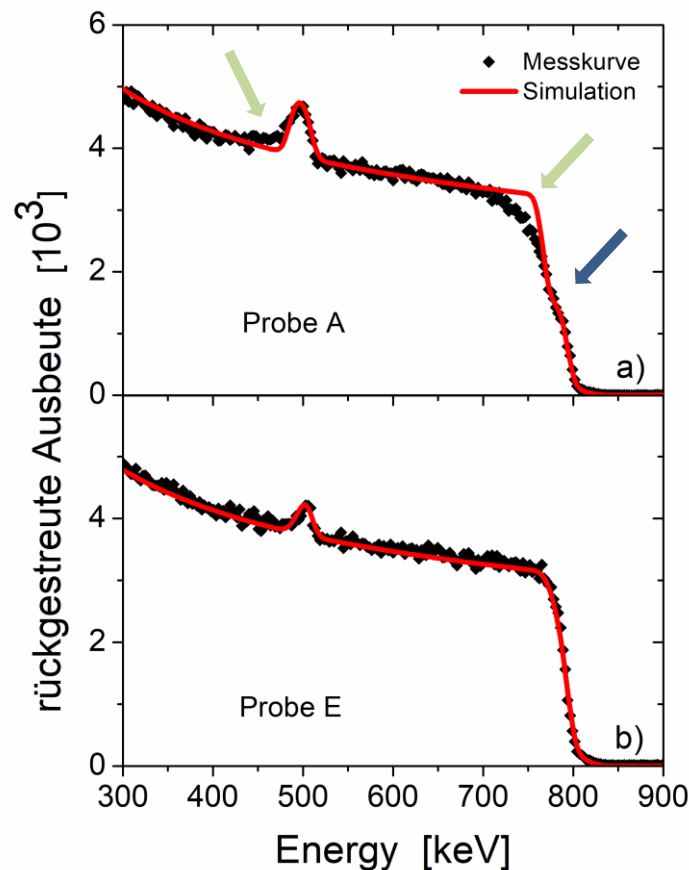 6
4
2
0
Messkurve
Simulation
Probe A
a)
4
2
0
Probe E
b)
300 400 500 600 700 800 900
Energy [keV]
rückgestreute Ausbeute [10³]